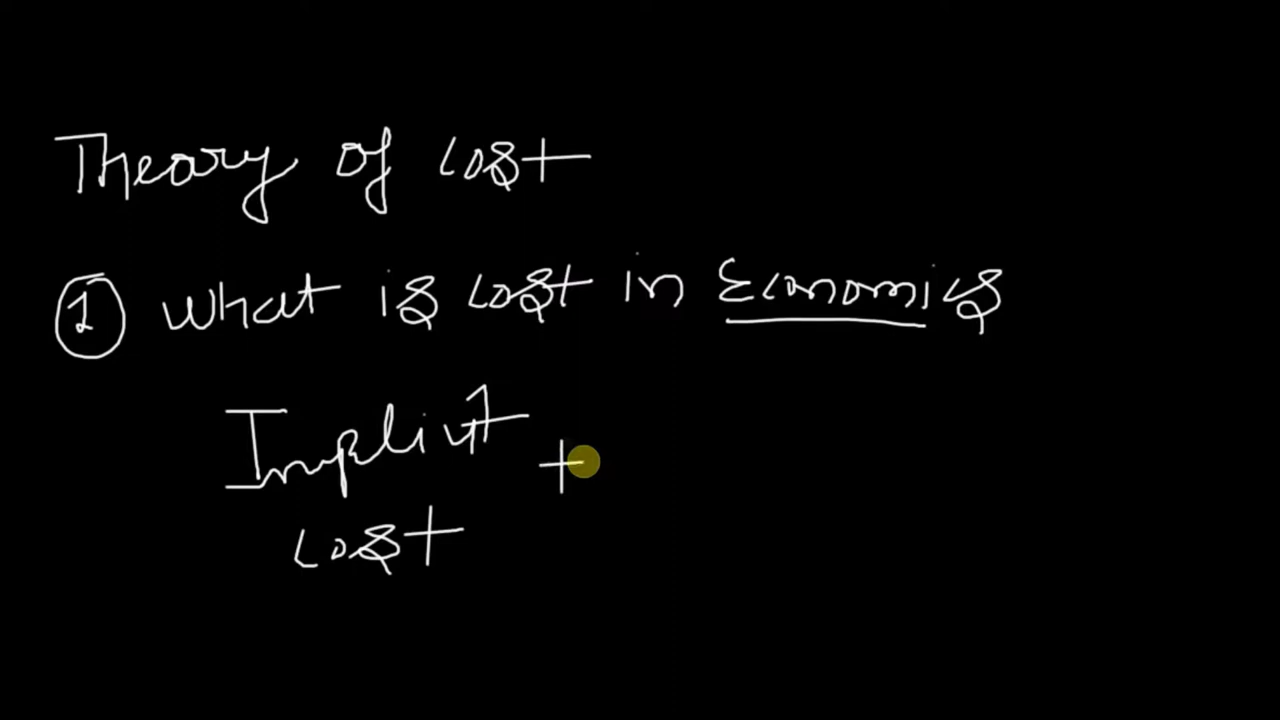 Theory of cost
① What is cost in Economics
Implicit +
cost